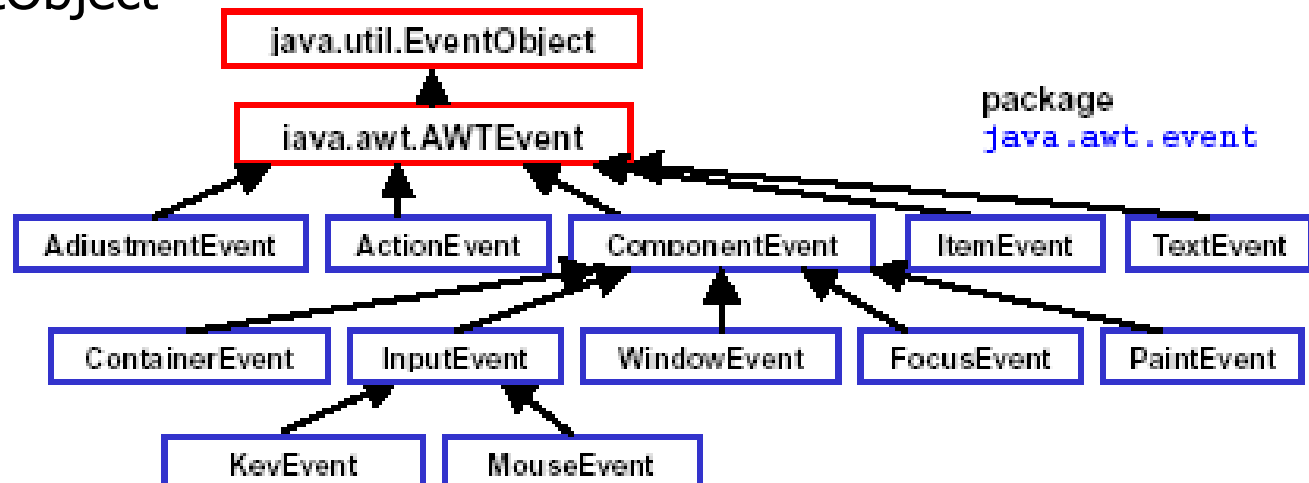 Object
java.util.EventObject
java.awt.AWTEvent
package
java.awt.event
AdjustmentEvent
ActionEvent
ComponentEvent
ItemEvent
TextEvent
ContainerEvent
InputEvent
WindowEvent
FocusEvent
PaintEvent
KeyEvent
MouseEvent